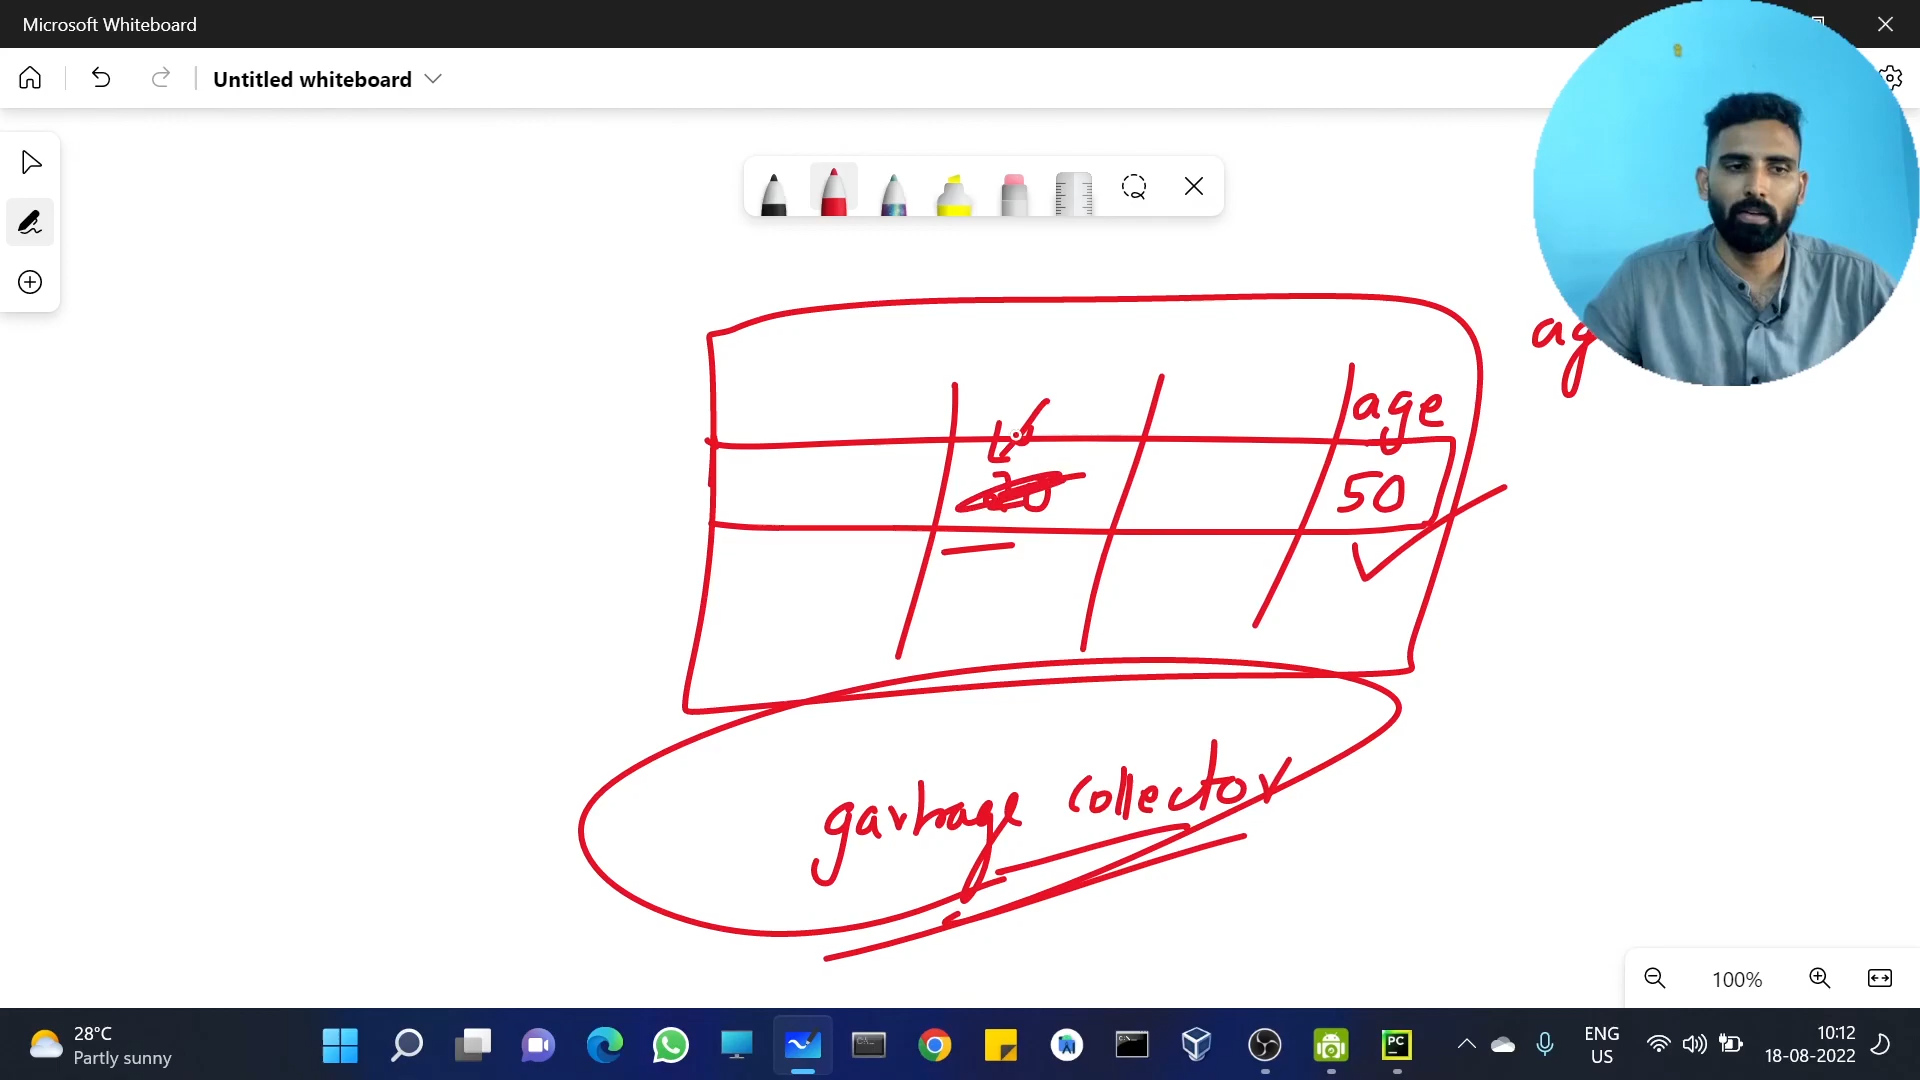 Microsoft Whiteboard
Untitled whiteboard
ag
age
50
garbage collector
100%
28°C
Partly sunny
PC
ENG
US
10:12
18-08-2022